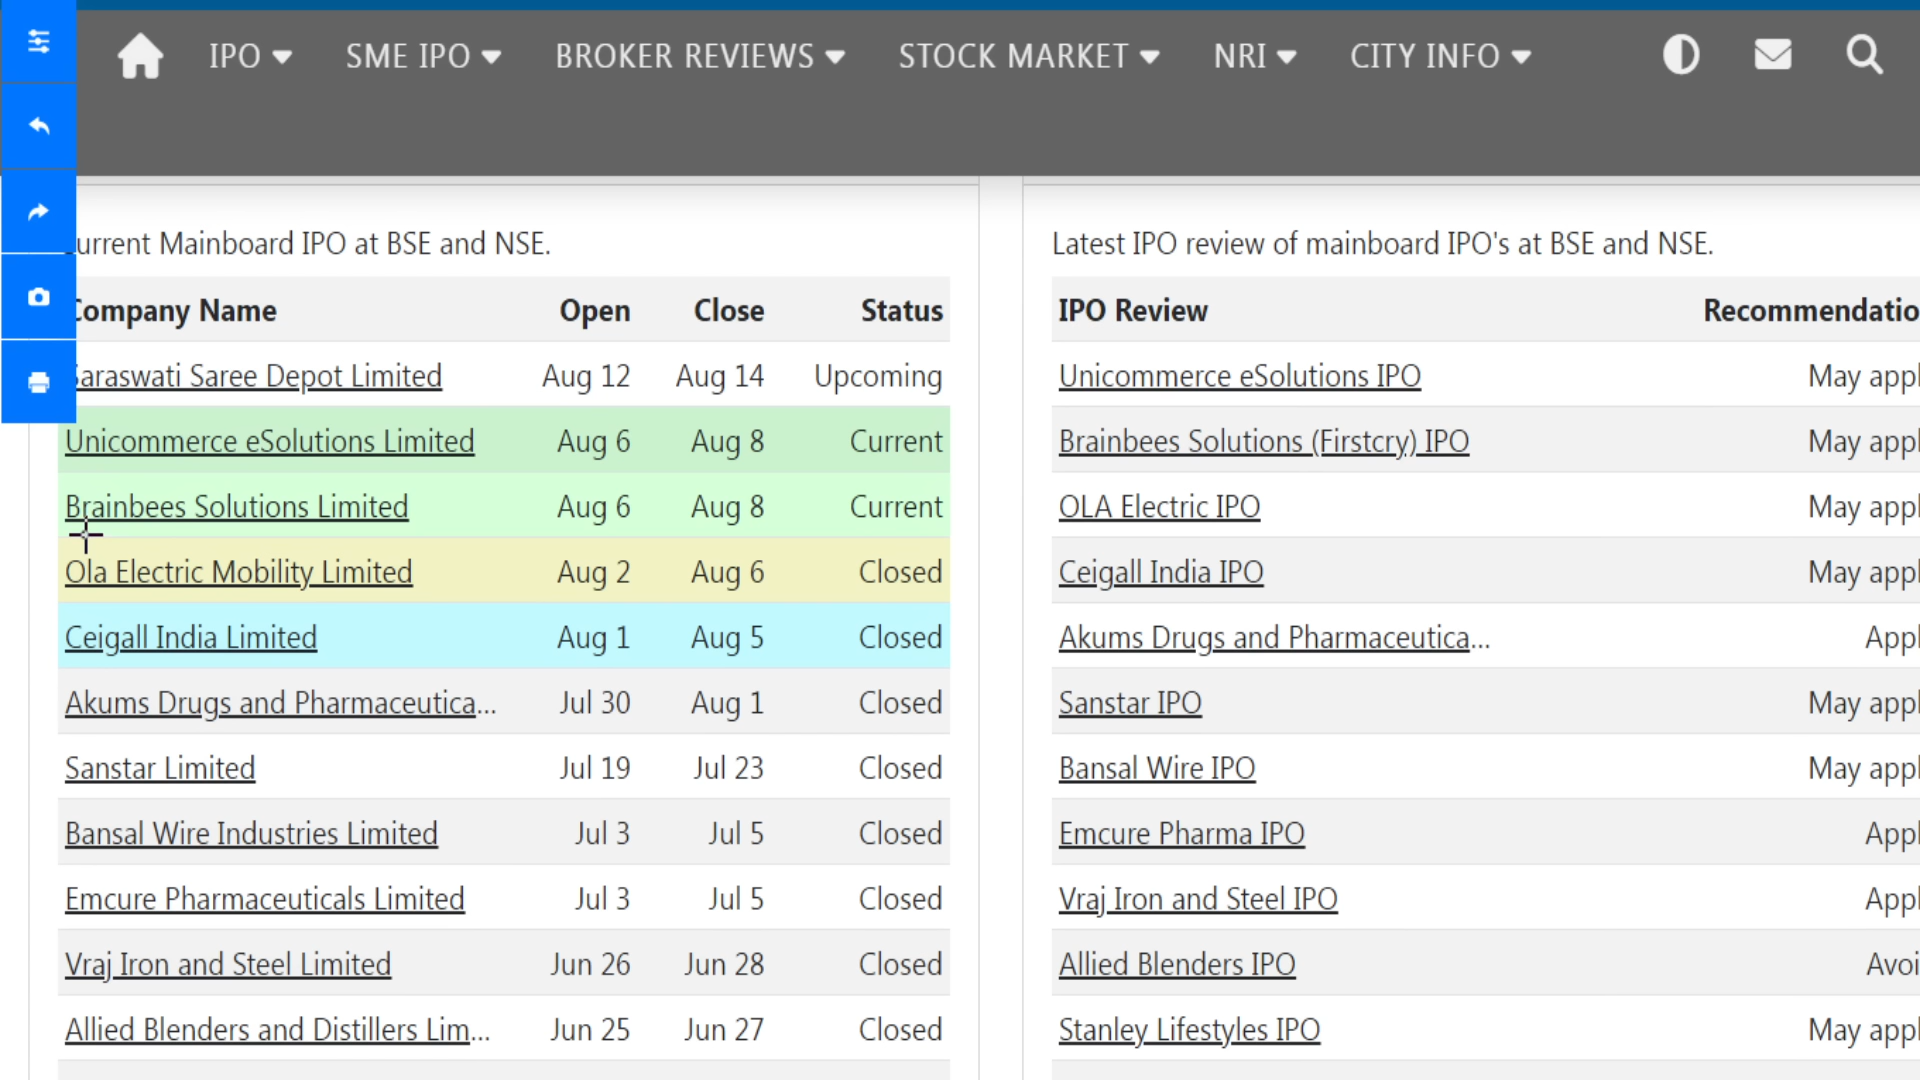 IPO SME IPO BROKER REVIEWS STOCK MARKET NRI CITY INFO
urrent Mainboard IPO at BSE and NSE.
Company Name Open Close Status
Saraswati Saree Depot Limited Aug 12 Aug 14 Upcoming
Unicommerce eSolutions Limited Aug 6 Aug 8 Current
Brainbees Solutions Limited Aug 6 Aug 8 Current
Ola Electric Mobility Limited Aug 2 Aug 6 Closed
Ceigall India Limited Aug 1 Aug 5 Closed
Akums Drugs and Pharmaceutica... Jul 30 Aug 1 Closed
Sanstar Limited Jul 19 Jul 23 Closed
Bansal Wire Industries Limited Jul 3 Jul 5 Closed
Emcure Pharmaceuticals Limited Jul 3 Jul 5 Closed
Vraj Iron and Steel Limited Jun 26 Jun 28 Closed
Allied Blenders and Distillers Lim... Jun 25 Jun 27 Closed
Latest IPO review of mainboard IPO's at BSE and NSE.
IPO Review Recommendatio
Unicommerce eSolutions IPO May appl
Brainbees Solutions (Firstcry) IPO May appl
OLA Electric IPO May appl
Ceigall India IPO May appl
Akums Drugs and Pharmaceutica... Appl
Sanstar IPO May appl
Bansal Wire IPO May appl
Emcure Pharma IPO Appl
Vraj Iron and Steel IPO Appl
Allied Blenders IPO Avoi
Stanley Lifestyles IPO May appl